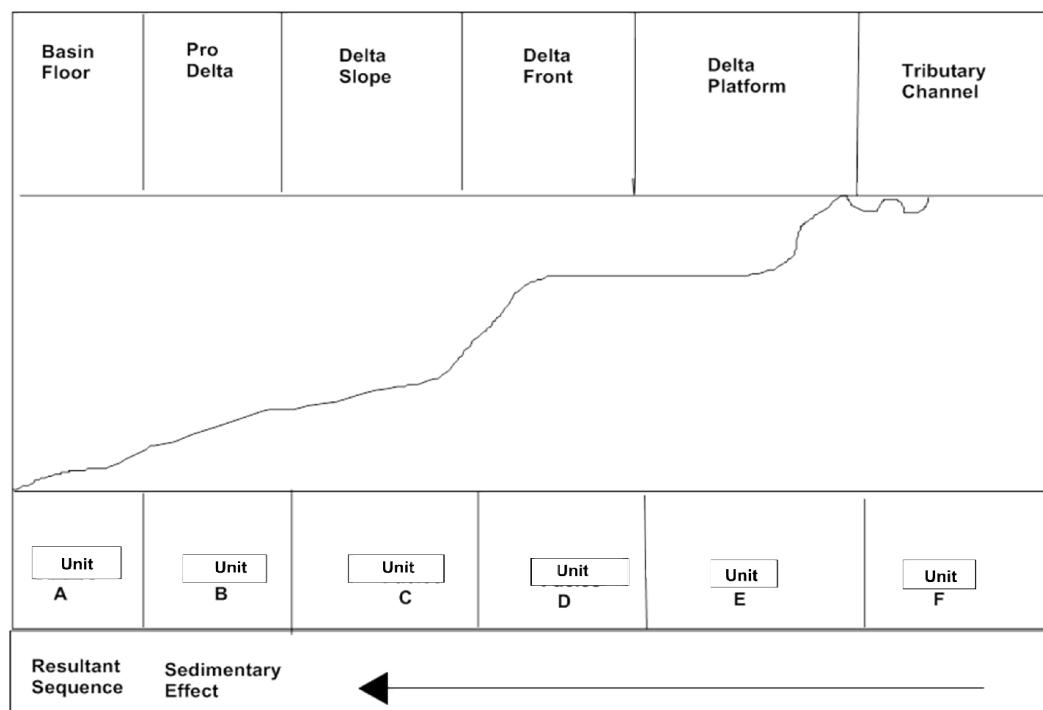 Basin
Floor
Pro
Delta
Delta
Slope
Delta
Front
Delta
Platform
Tributary
Channel
Unit
A
Unit
B
Unit
C
Unit
D
Unit
E
Unit
F
Resultant
Sequence
Sedimentary
Effect